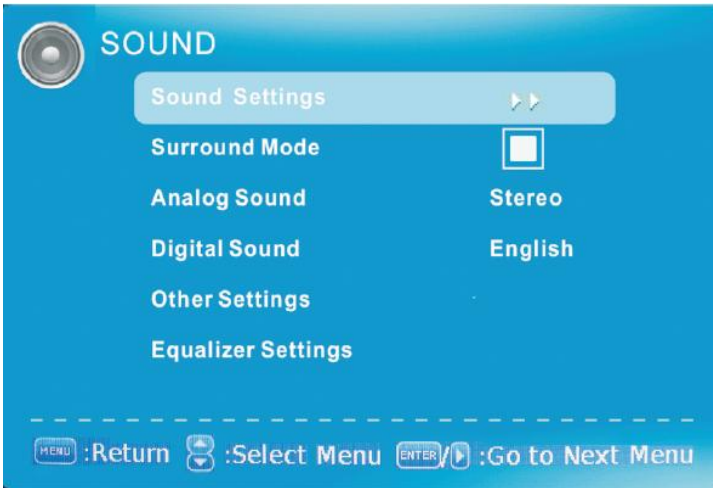 SOUND
Sound Settings
Surround Mode
Analog Sound Stereo
Digital Sound English
Other Settings
Equalizer Settings
MENU :Return :Select Menu ENTER/ :Go to Next Menu